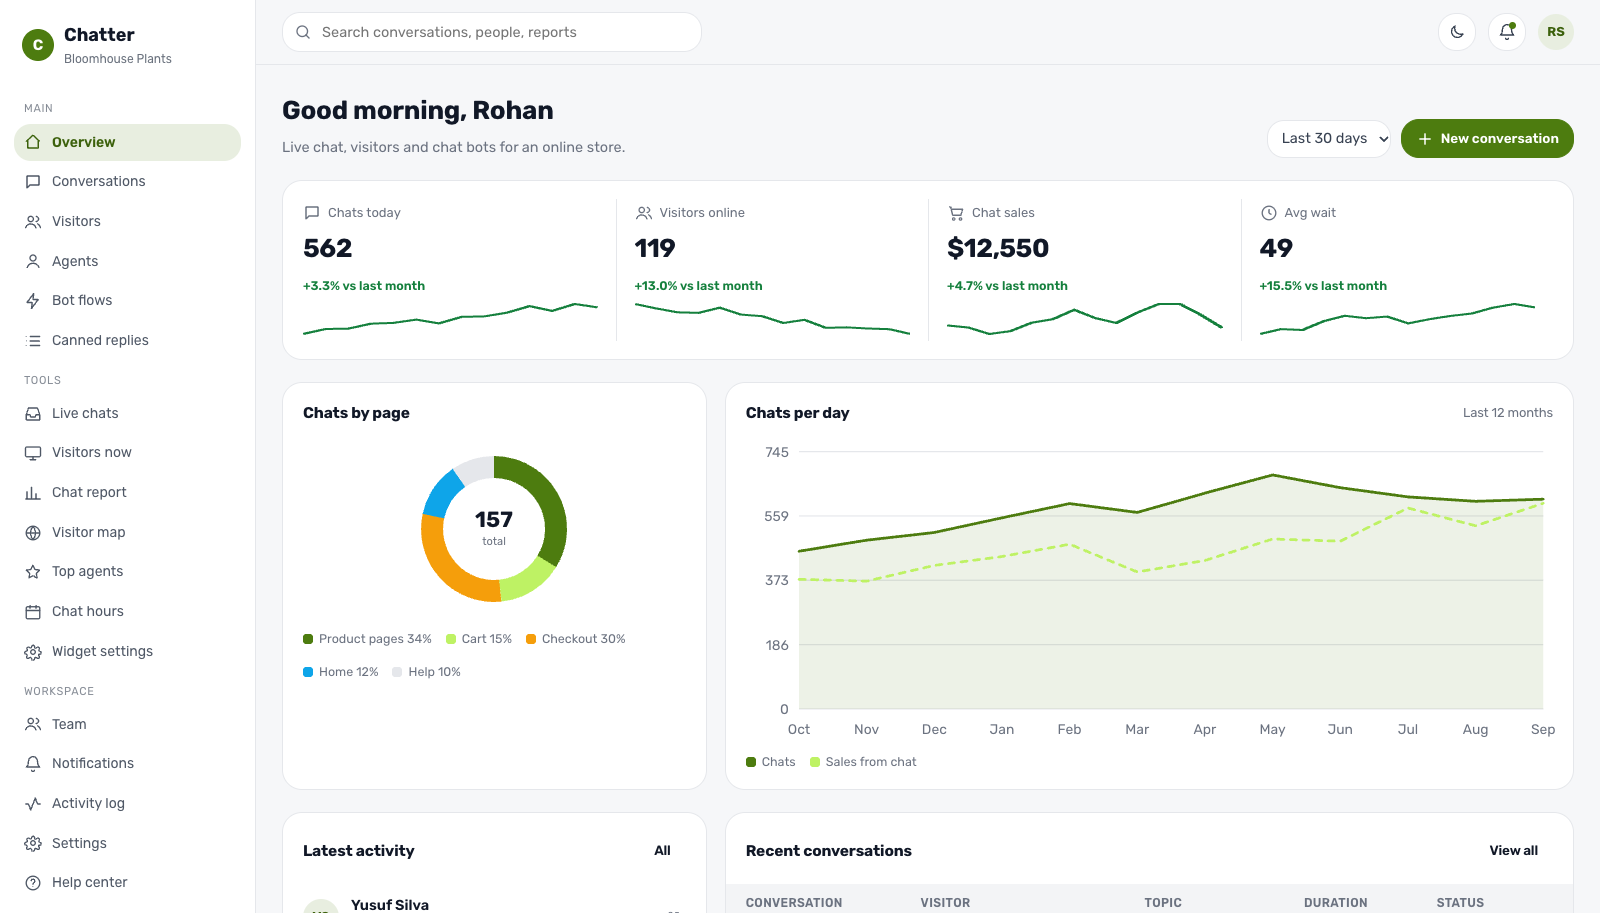 C
Chatter
Bloomhouse Plants
MAIN
Overview
Conversations
Visitors
Agents
Bot flows
Canned replies
TOOLS
Live chats
Visitors now
Chat report
Visitor map
Top agents
Chat hours
Widget settings
WORKSPACE
Team
Notifications
Activity log
Settings
Help center
Search conversations, people, reports
RS
Good morning, Rohan
Live chat, visitors and chat bots for an online store.
Last 30 days
New conversation
Chats today
562
+3.3% vs last month
Visitors online
119
+13.0% vs last month
Chat sales
$12,550
+4.7% vs last month
Avg wait
49
+15.5% vs last month
Chats by page
157
total
Product pages 34% Cart 15% Checkout 30%
Home 12% Help 10%
Chats per day
Last 12 months
745
559
373
186
0
Oct Nov Dec Jan Feb Mar Apr May Jun Jul Aug Sep
Chats Sales from chat
Latest activity
All
Yusuf Silva
Recent conversations
View all
CONVERSATION VISITOR TOPIC DURATION STATUS